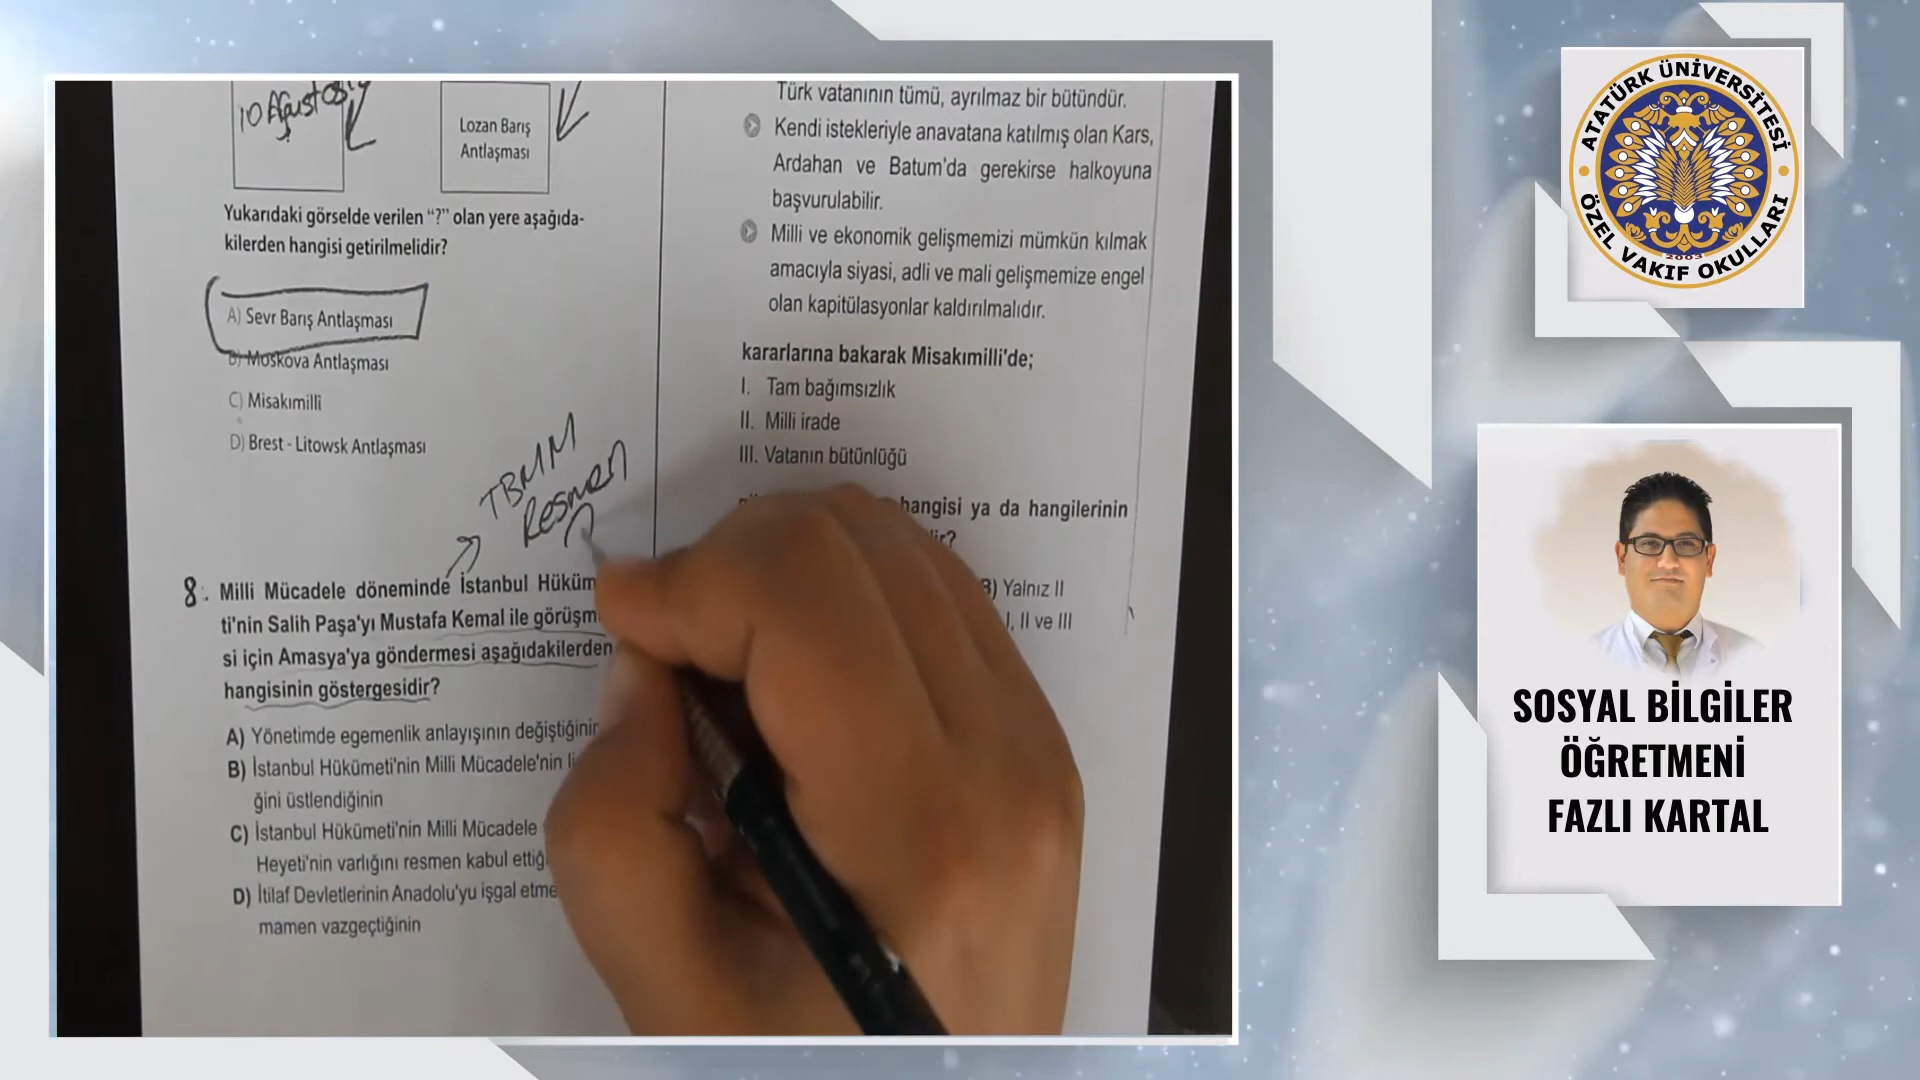 10 Ağustos
Lozan Barış
Antlaşması
Yukarıdaki görselde verilen "?" olan yere aşağıda-
kilerden hangisi getirilmelidir?
A) Sevr Barış Antlaşması
B) Moskova Antlaşması
C) Misakımillî
D) Brest - Litowsk Antlaşması
TBMM
Resmen
8. Milli Mücadele döneminde İstanbul Hüküm
ti'nin Salih Paşa'yı Mustafa Kemal ile görüşm
si için Amasya'ya göndermesi aşağıdakilerden
hangisinin göstergesidir?
A) Yönetimde egemenlik anlayışının değiştiğinin
B) İstanbul Hükümeti'nin Milli Mücadele'nin li
ğini üstlendiğinin
C) İstanbul Hükümeti'nin Milli Mücadele
Heyeti'nin varlığını resmen kabul ettiği
D) İtilaf Devletlerinin Anadolu'yu işgal etme
mamen vazgeçtiğinin
Türk vatanının tümü, ayrılmaz bir bütündür.
Kendi istekleriyle anavatana katılmış olan Kars,
Ardahan ve Batum'da gerekirse halkoyuna
başvurulabilir.
Milli ve ekonomik gelişmemizi mümkün kılmak
amacıyla siyasi, adli ve mali gelişmemize engel
olan kapitülasyonlar kaldırılmalıdır.
kararlarına bakarak Misakımilli'de;
I. Tam bağımsızlık
II. Milli irade
III. Vatanın bütünlüğü
hangisi ya da hangilerinin
B) Yalnız II
I, II ve III
ATATÜRK ÜNİVERSİTESİ
ÖZEL VAKIF OKULLARI
2003
SOSYAL BİLGİLER
ÖĞRETMENİ
FAZLI KARTAL